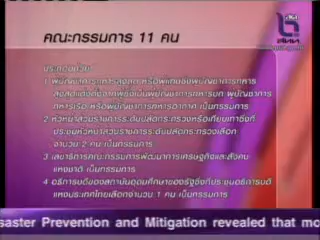 คณะกรรมการ 11 คน
ประกอบด้วย
1 ผู้บัญชาการทหารสูงสุด หรือผู้แทนซึ่งผู้บัญชาการทหาร
สูงสุดแต่งตั้งจากผู้ซึ่งเป็นผู้บัญชาการทหารบก ผู้บัญชาการ
ทหารเรือ หรือผู้บัญชาการทหารอากาศ เป็นกรรมการ
2 หัวหน้าส่วนราชการระดับปลัดกระทรวงหรือเทียบเท่าซึ่งที่
ประชุมหัวหน้าส่วนราชการระดับปลัดกระทรวงเลือก
จำนวน 2 คน เป็นกรรมการ
3 เลขาธิการคณะกรรมการพัฒนาการเศรษฐกิจและสังคม
แห่งชาติ เป็นกรรมการ
4 อธิการบดีของสถาบันอุดมศึกษาของรัฐซึ่งที่ประชุมอธิการบดี
แห่งประเทศไทยเลือกจำนวน 1 คน เป็นกรรมการ
saster Prevention and Mitigation revealed that mo